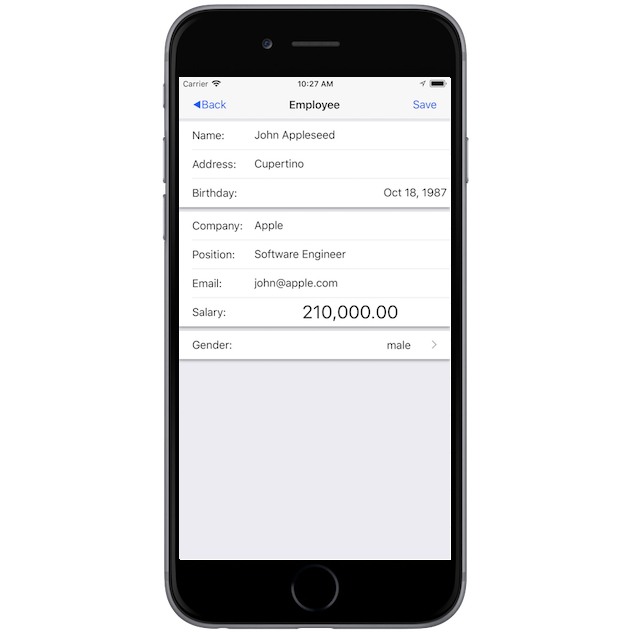 Carrier 10:27 AM
Back Employee Save
Name: John Appleseed
Address: Cupertino
Birthday: Oct 18, 1987
Company: Apple
Position: Software Engineer
Email: john@apple.com
Salary: 210,000.00
Gender: male